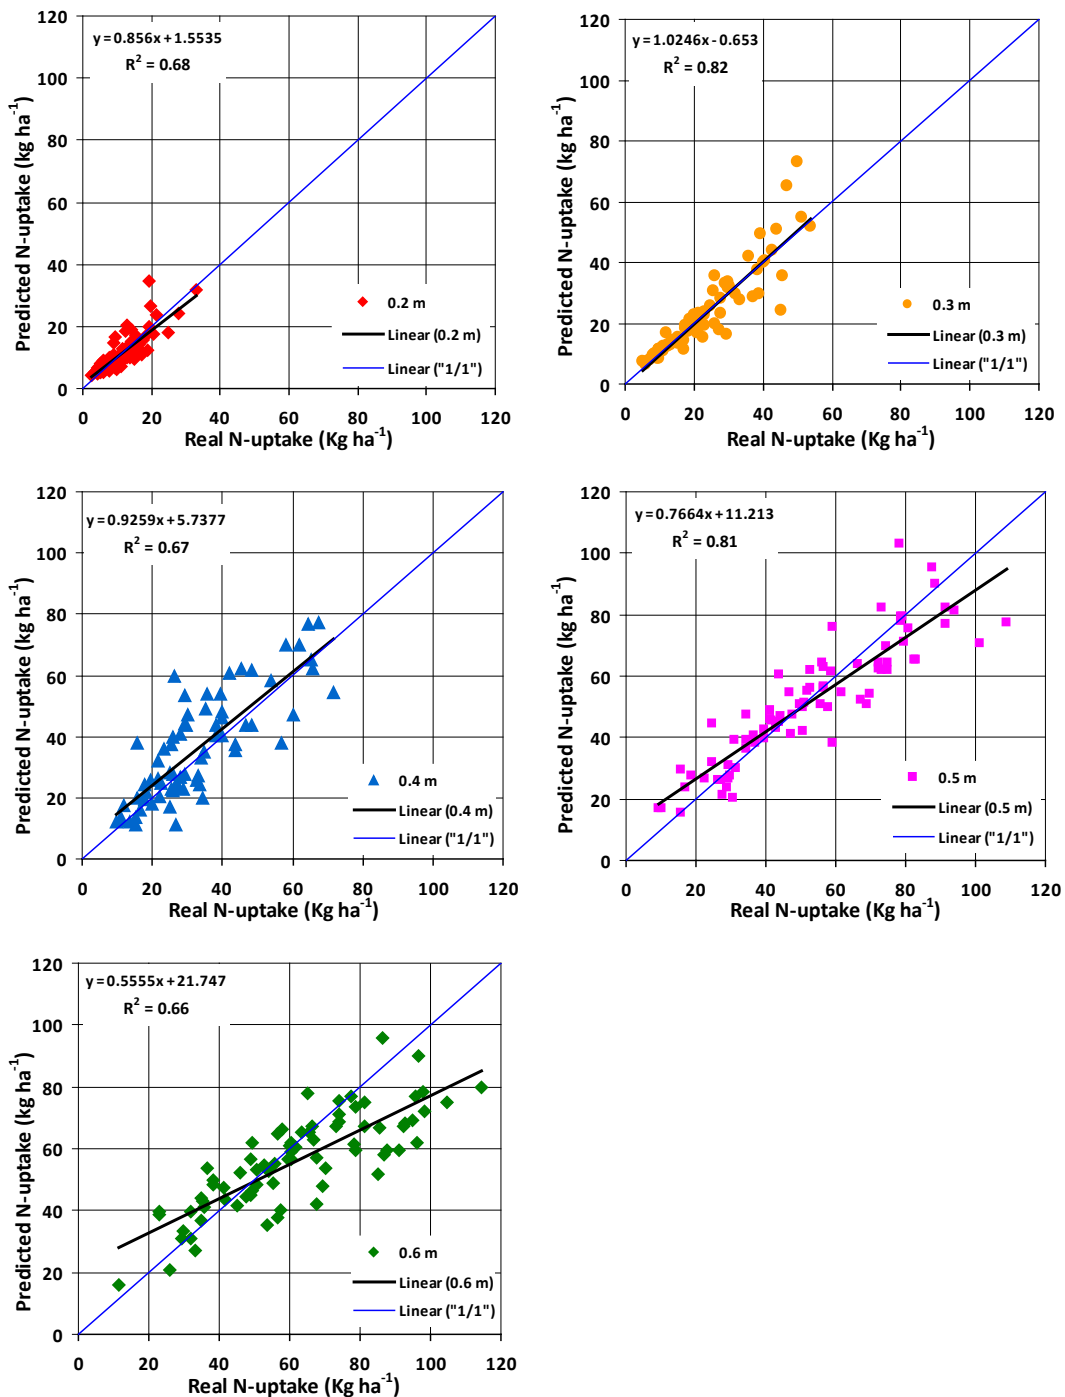 y = 0.856x + 1.5535
R² = 0.68
Predicted N-uptake (kg ha⁻¹)
120
100
80
60
40
20
0
0 20 40 60 80 100 120
Real N-uptake (Kg ha⁻¹)
0.2 m
Linear (0.2 m)
Linear ("1/1")
y = 1.0246x - 0.653
R² = 0.82
Predicted N-uptake (kg ha⁻¹)
120
100
80
60
40
20
0
0 20 40 60 80 100 120
Real N-uptake (Kg ha⁻¹)
0.3 m
Linear (0.3 m)
Linear ("1/1")
y = 0.9259x + 5.7377
R² = 0.67
Predicted N-uptake (kg ha⁻¹)
120
100
80
60
40
20
0
0 20 40 60 80 100 120
Real N-uptake (Kg ha⁻¹)
0.4 m
Linear (0.4 m)
Linear ("1/1")
y = 0.7664x + 11.213
R² = 0.81
Predicted N-uptake (kg ha⁻¹)
120
100
80
60
40
20
0
0 20 40 60 80 100 120
Real N-uptake (Kg ha⁻¹)
0.5 m
Linear (0.5 m)
Linear ("1/1")
y = 0.5555x + 21.747
R² = 0.66
Predicted N-uptake (kg ha⁻¹)
120
100
80
60
40
20
0
0 20 40 60 80 100 120
Real N-uptake (Kg ha⁻¹)
0.6 m
Linear (0.6 m)
Linear ("1/1")